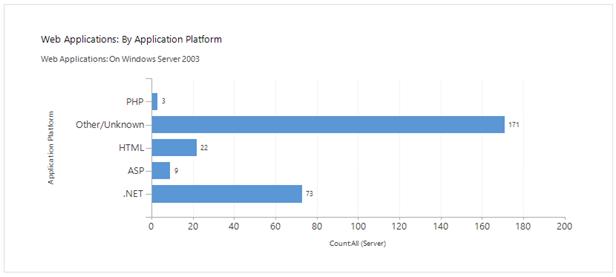 Web Applications: By Application Platform
Web Applications: On Windows Server 2003
Application Platform
PHP 3
Other/Unknown 171
HTML 22
ASP 9
.NET 73
0 20 40 60 80 100 120 140 160 180 200
Count:All (Server)